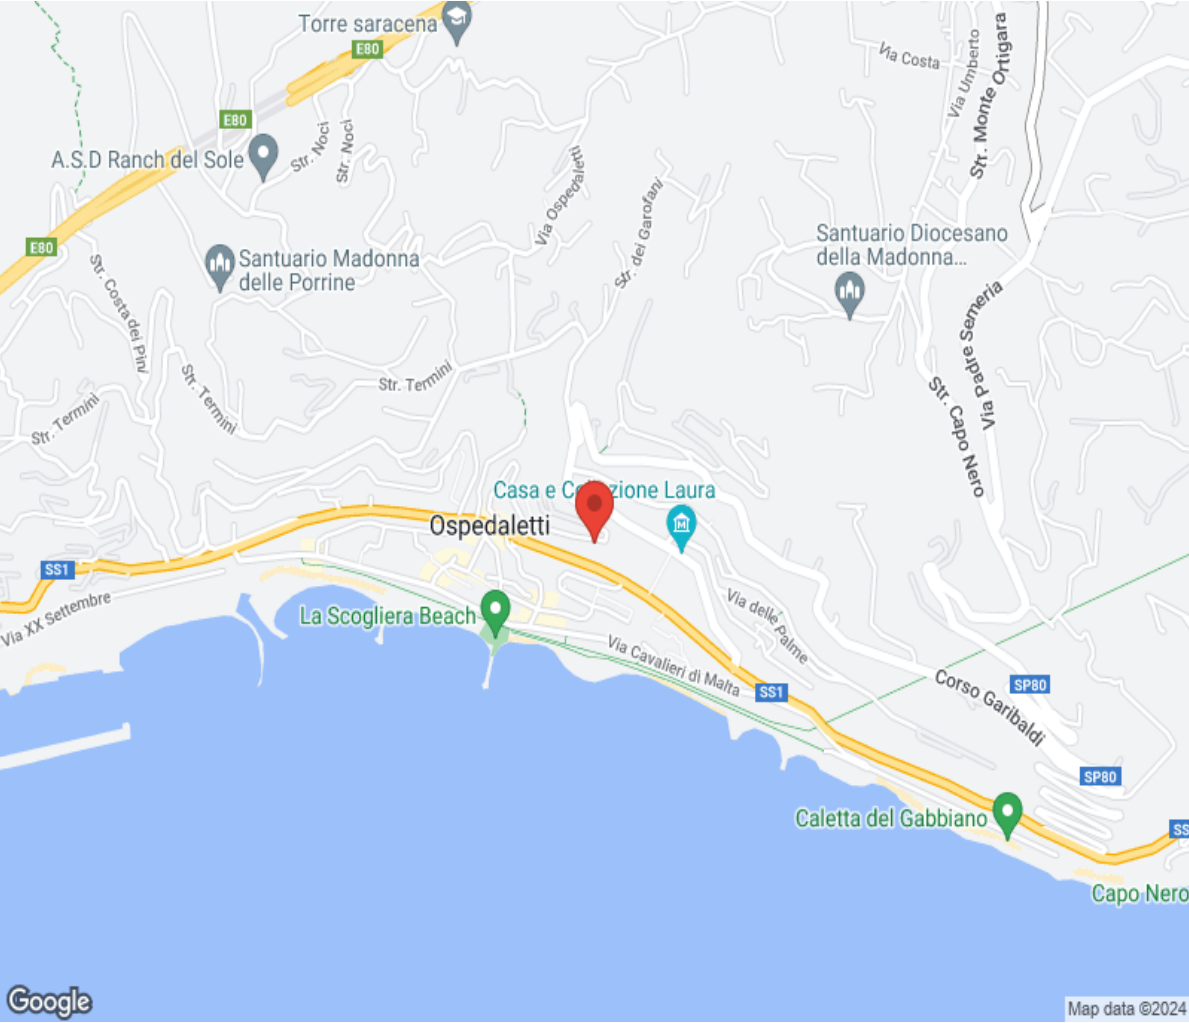 Torre saracena
E80
Via Costa
Via Umberto
Str. Monte Ortigara
E80
A.S.D Ranch del Sole
Str. Noci
Str. Noci
Via Ospedaletti
Str. dei Garofani
E80
Santuario Madonna
delle Porrine
Santuario Diocesano
della Madonna...
Str. Costa dei Pini
Via Padre Semeria
Str. Termini
Str. Termini
Str. Termini
Str. Capo Nero
Casa e Collezione Laura
Ospedaletti
SS1
Via XX Settembre
La Scogliera Beach
Via delle Palme
Via Cavalieri di Malta
SS1
Corso Garibaldi
SP80
SP80
Caletta del Gabbiano
SS
Capo Nero
Google
Map data ©2024